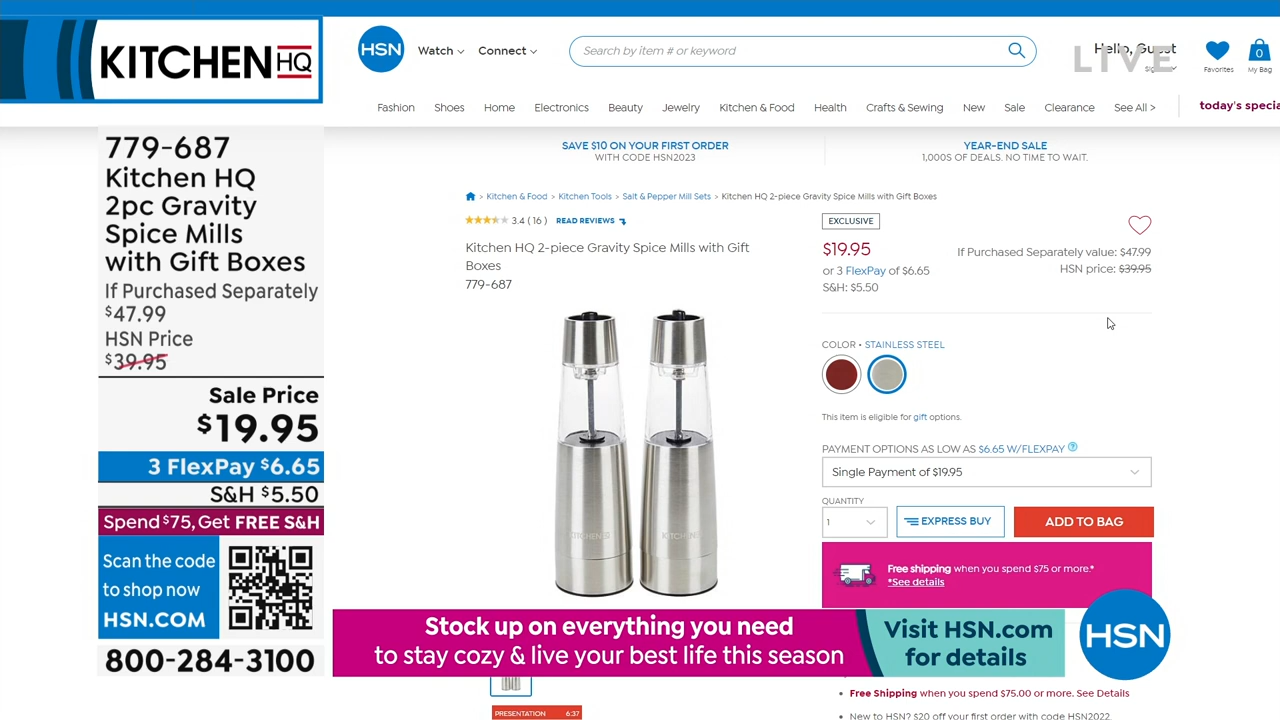 KITCHEN HQ
779-687
Kitchen HQ
2pc Gravity
Spice Mills
with Gift Boxes
If Purchased Separately
$47.99
HSN Price
$39.95
Sale Price
$19.95
3 FlexPay $6.65
S&H $5.50
Spend $75, Get FREE S&H
Scan the code
to shop now
HSN.COM
800-284-3100
HSN
Watch
Connect
Search by item # or keyword
Hello, Guest
LIVE
Favorites
0
My Bag
Fashion Shoes Home Electronics Beauty Jewelry Kitchen & Food Health Crafts & Sewing New Sale Clearance See All >
today's specia
SAVE $10 ON YOUR FIRST ORDER
WITH CODE HSN2023
YEAR-END SALE
1,000S OF DEALS. NO TIME TO WAIT.
> Kitchen & Food > Kitchen Tools > Salt & Pepper Mill Sets > Kitchen HQ 2-piece Gravity Spice Mills with Gift Boxes
3.4 ( 16 ) READ REVIEWS
Kitchen HQ 2-piece Gravity Spice Mills with Gift
Boxes
779-687
EXCLUSIVE
$19.95
or 3 FlexPay of $6.65
S&H: $5.50
If Purchased Separately value: $47.99
HSN price: $39.95
COLOR • STAINLESS STEEL
This item is eligible for gift options.
PAYMENT OPTIONS AS LOW AS $6.65 W/FLEXPAY ?
Single Payment of $19.95
QUANTITY
1
EXPRESS BUY
ADD TO BAG
Free shipping when you spend $75 or more.*
*See details
Stock up on everything you need
to stay cozy & live your best life this season
Visit HSN.com
for details
HSN
PRESENTATION 6:37
• Free Shipping when you spend $75.00 or more. See Details
• New to HSN? $20 off your first order with code HSN2022.